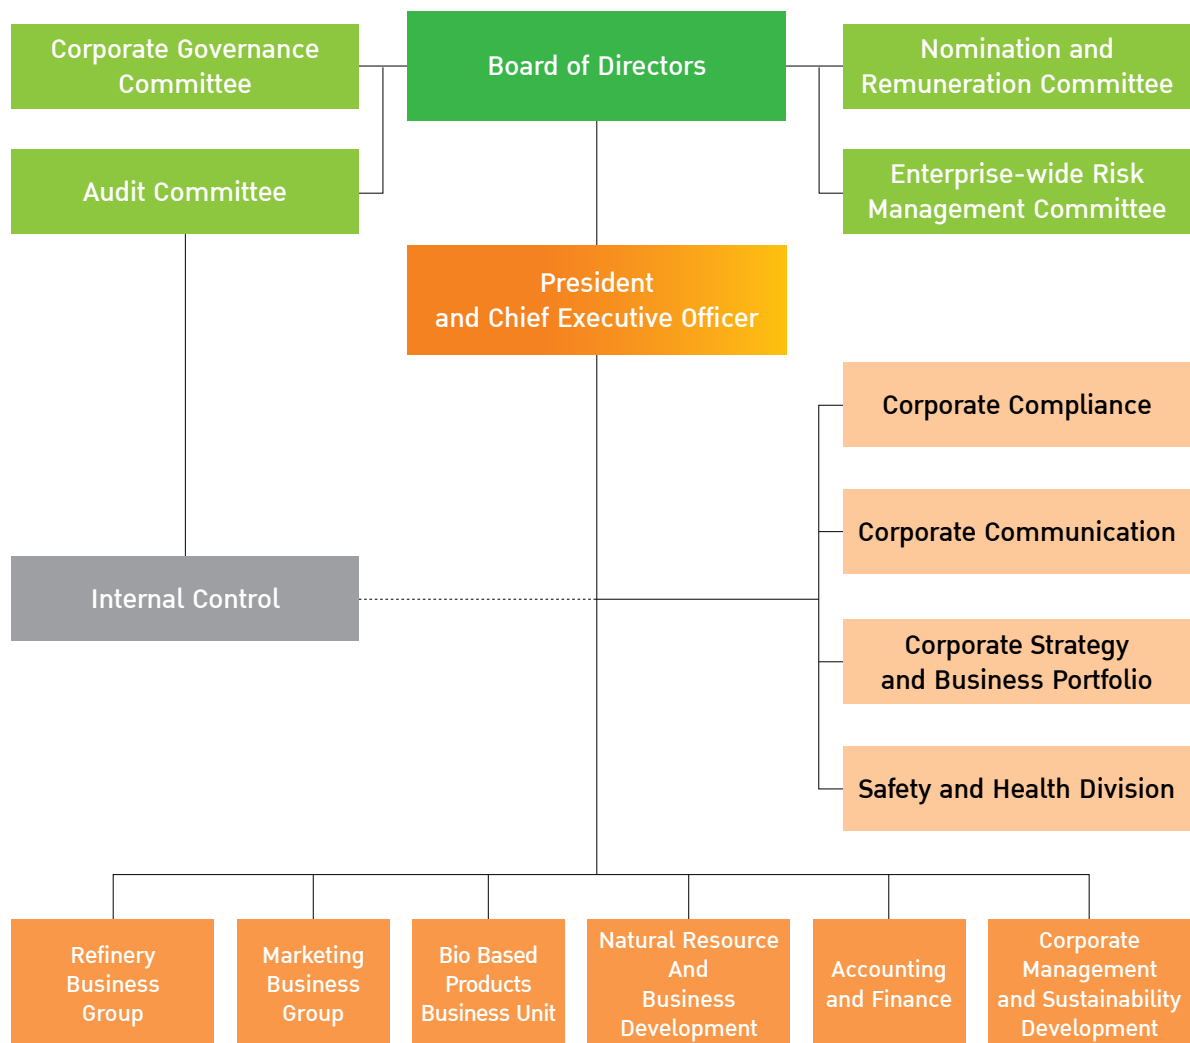 Corporate Governance
Committee
Board of Directors
Nomination and
Remuneration Committee
Audit Committee
Enterprise-wide Risk
Management Committee
President
and Chief Executive Officer
Corporate Compliance
Corporate Communication
Internal Control
Corporate Strategy
and Business Portfolio
Safety and Health Division
Refinery
Business
Group
Marketing
Business
Group
Bio Based
Products
Business Unit
Natural Resource
And
Business
Development
Accounting
and Finance
Corporate
Management
and Sustainability
Development